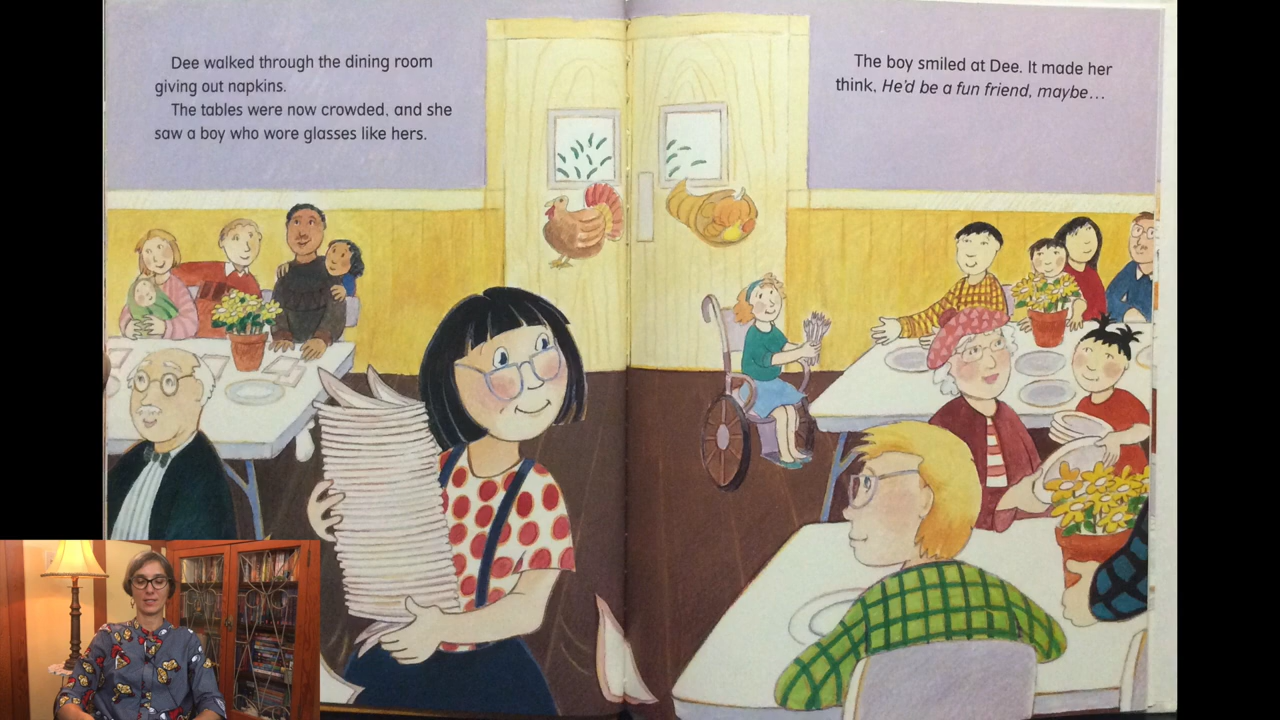 Dee walked through the dining room
giving out napkins.
The tables were now crowded, and she
saw a boy who wore glasses like hers.
The boy smiled at Dee. It made her
think, He'd be a fun friend, maybe...